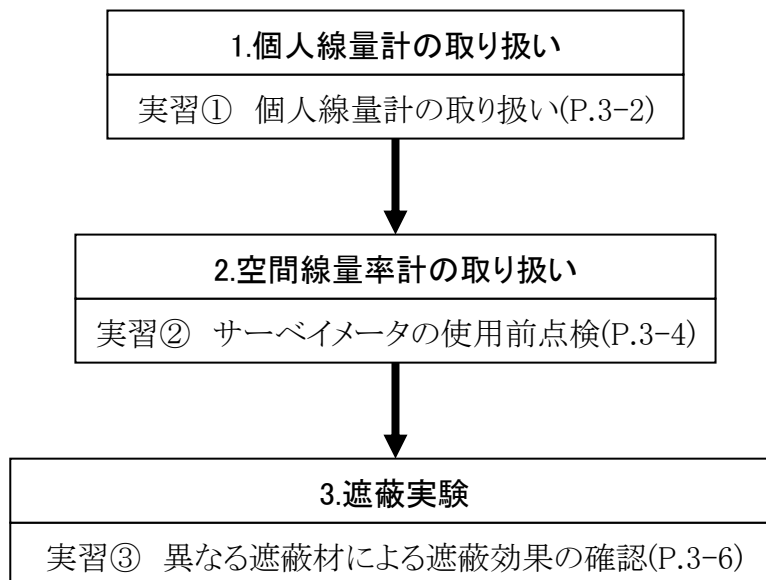 1.個人線量計の取り扱い
実習① 個人線量計の取り扱い(P.3-2)
2.空間線量率計の取り扱い
実習② サーベイメータの使用前点検(P.3-4)
3.遮蔽実験
実習③ 異なる遮蔽材による遮蔽効果の確認(P.3-6)